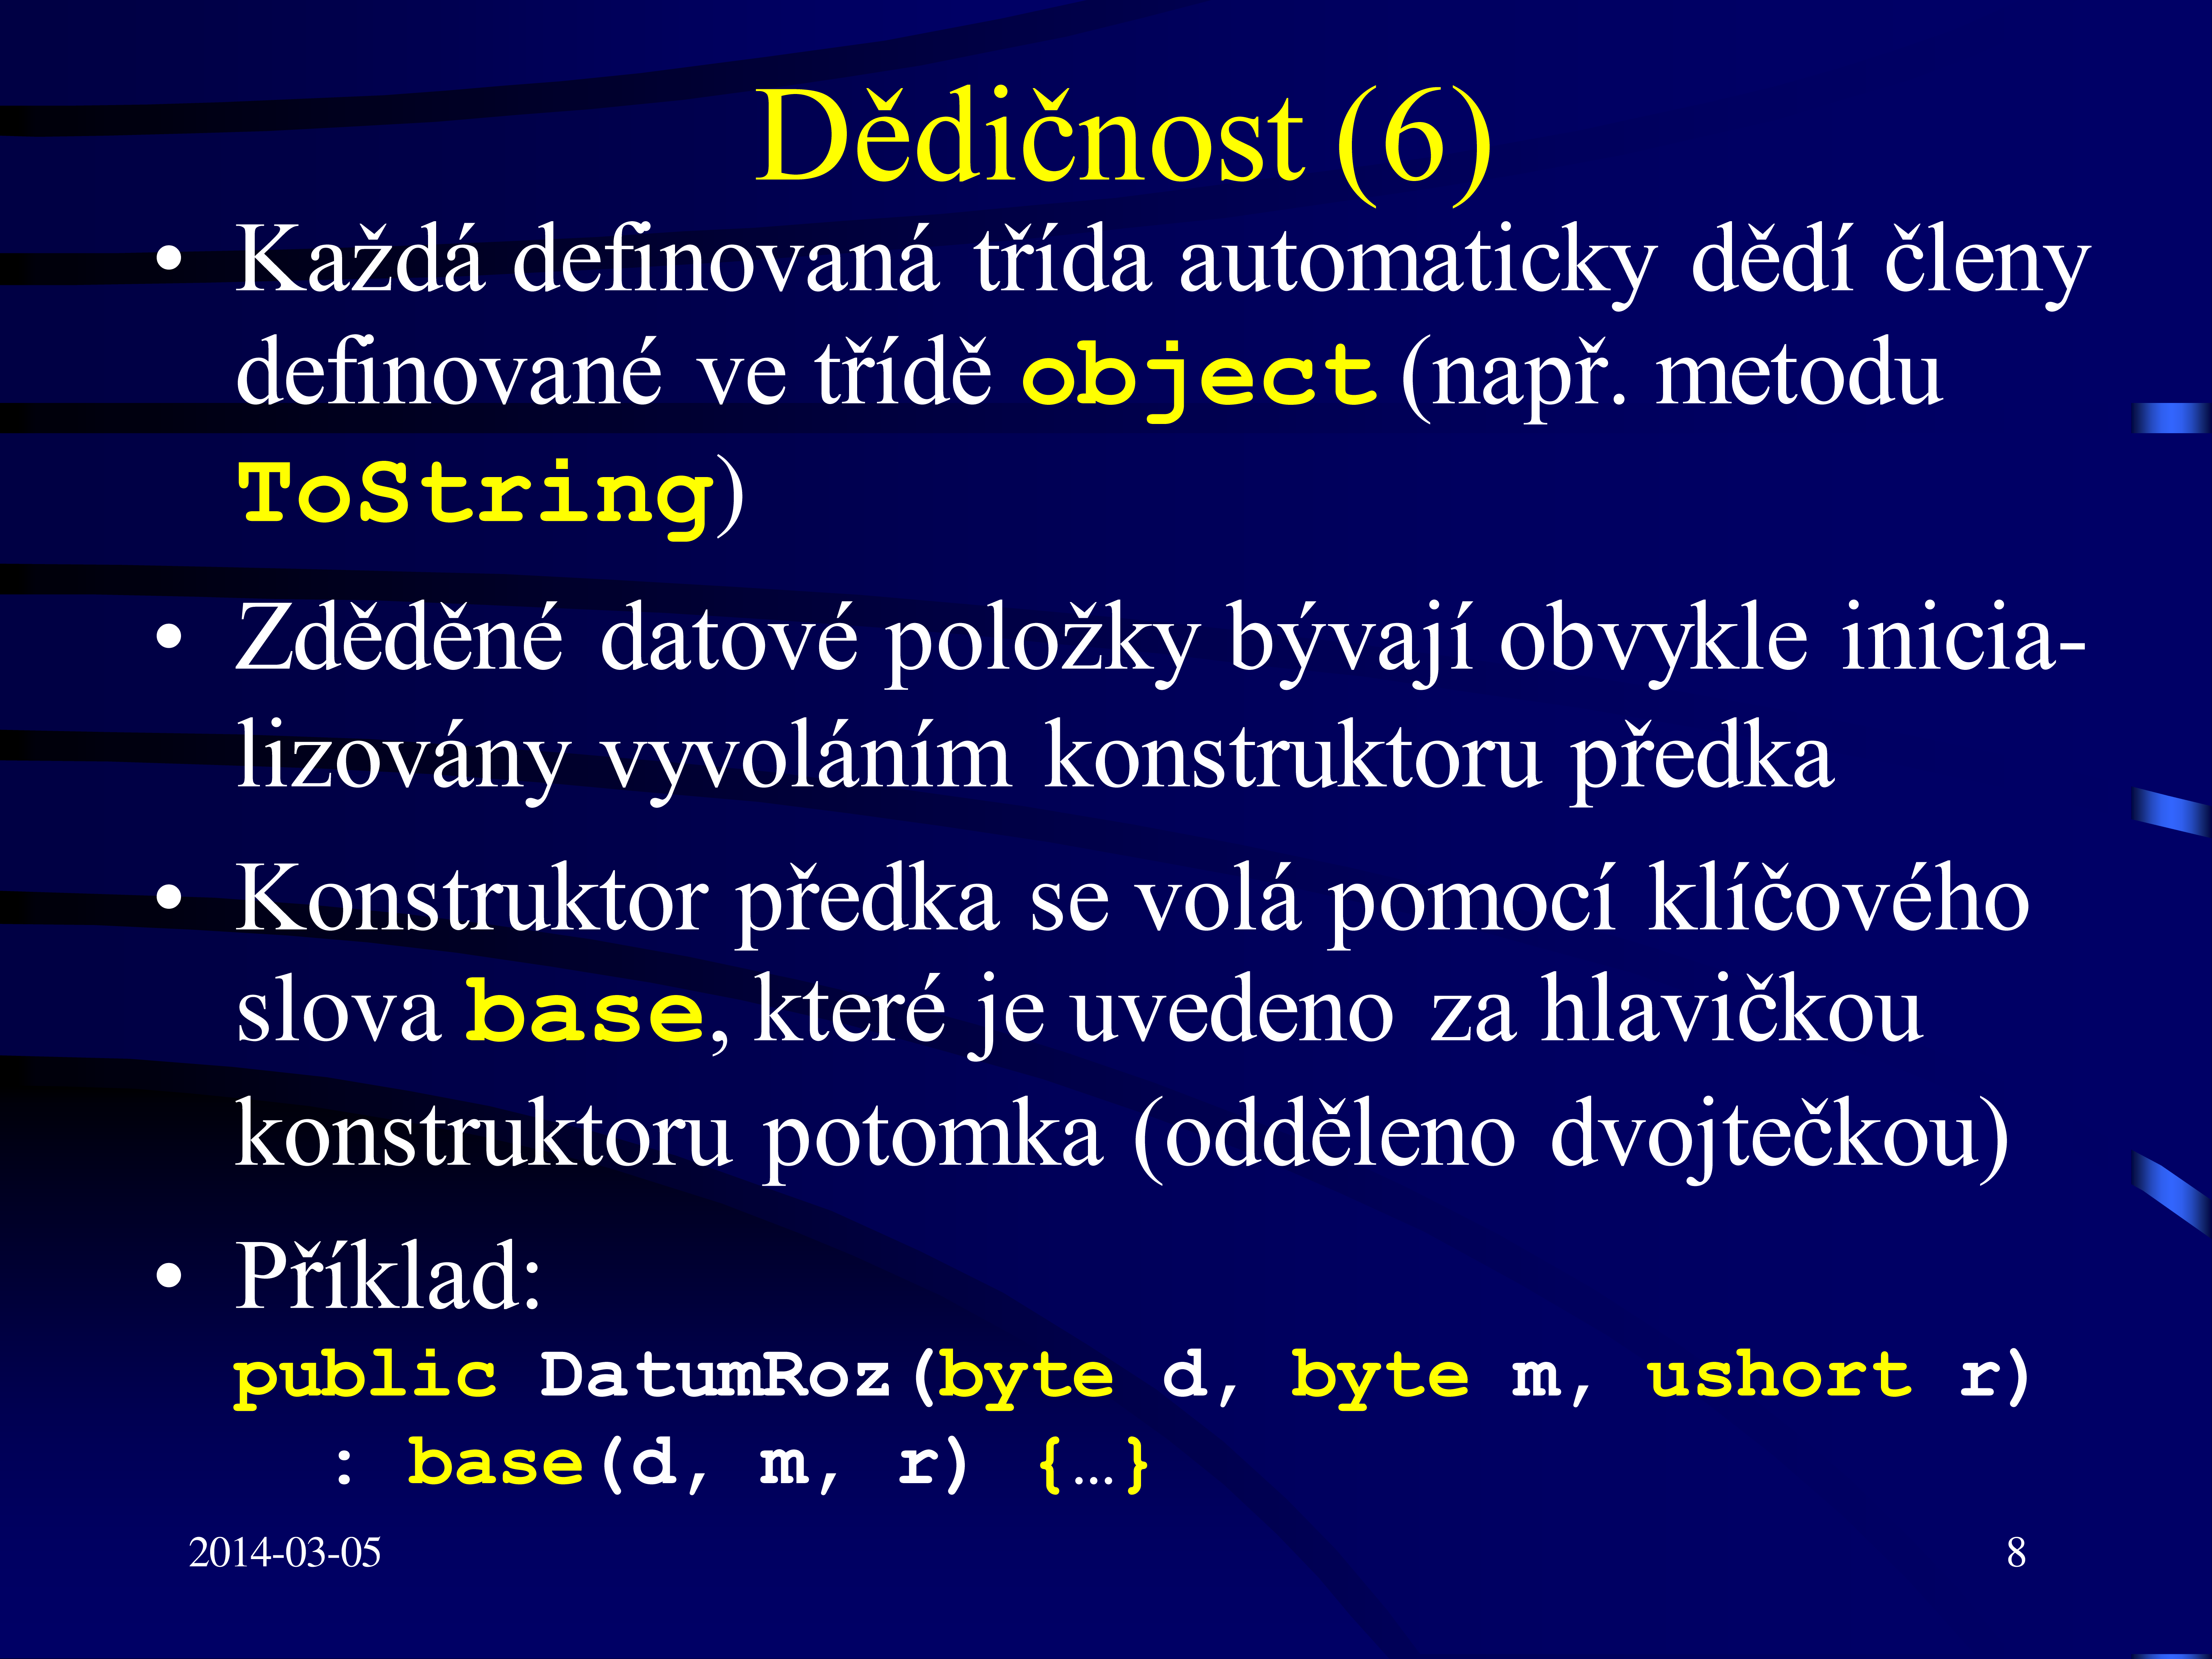 Dědičnost (6)
• Každá definovaná třída automaticky dědí členy
definované ve třídě object (např. metodu
ToString)
• Zděděné datové položky bývají obvykle inicia-
lizovány vyvoláním konstruktoru předka
• Konstruktor předka se volá pomocí klíčového
slova base, které je uvedeno za hlavičkou
konstruktoru potomka (odděleno dvojtečkou)
• Příklad:
public DatumRoz(byte d, byte m, ushort r)
: base(d, m, r) {…}
2014-03-05
8